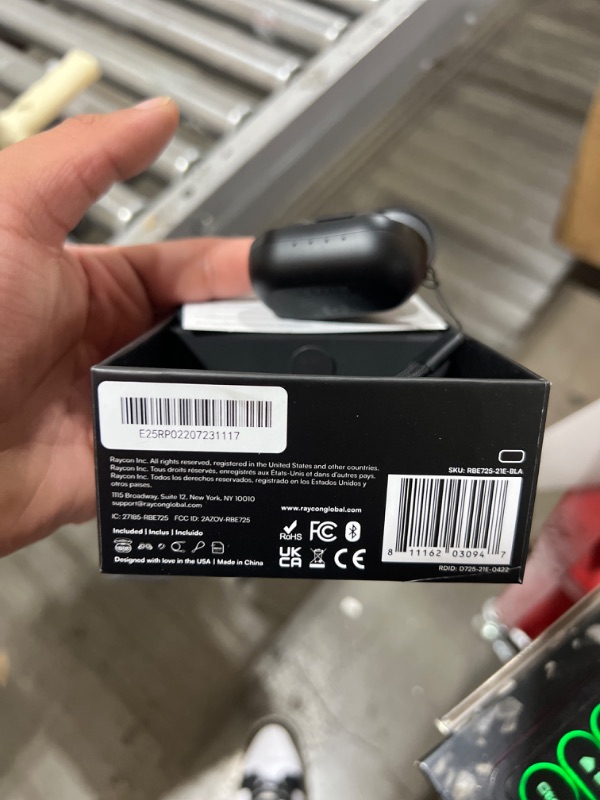 E25RP02207231117
Raycon Inc. All rights reserved, registered in the United States and other countries.
Raycon Inc. Tous droits réservés, enregistrés aux États-Unis et dans d'autres pays.
Raycon Inc. Todos los derechos reservados, registrado en los Estados Unidos y
otros países.
1115 Broadway, Suite 12, New York, NY 10010
support@rayconglobal.com
www.rayconglobal.com
IC: 27185-RBE725 FCC ID: 2AZOV-RBE725
Included | Inclus | Incluido
Designed with love in the USA | Made in China
RoHS
FC
UK
CA
CE
SKU: RBE725-21E-BLA
8 11162 03094 7
RDID: D725-21E-0422